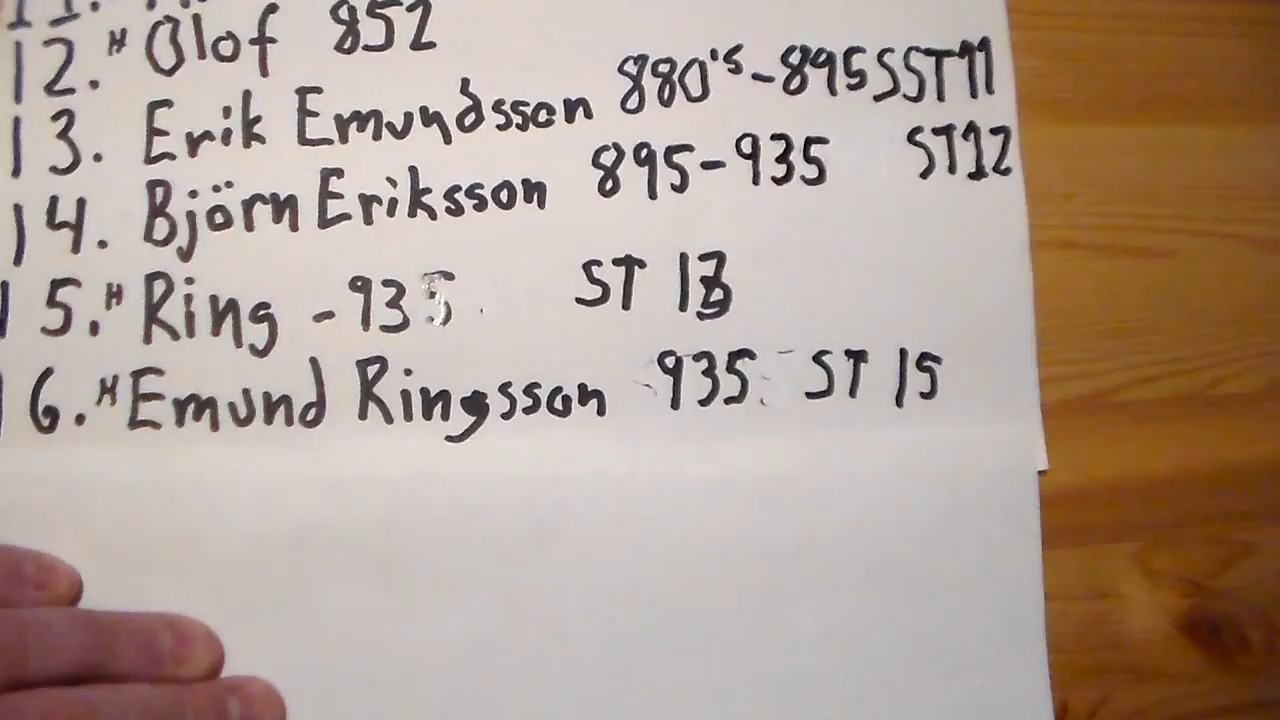 12. "Olof 852
13. Erik Emundsson 880's-895 SST11
14. Björn Eriksson 895-935 ST12
15. "Ring -935 ST 13
16. "Emund Ringsson 935 ST 15